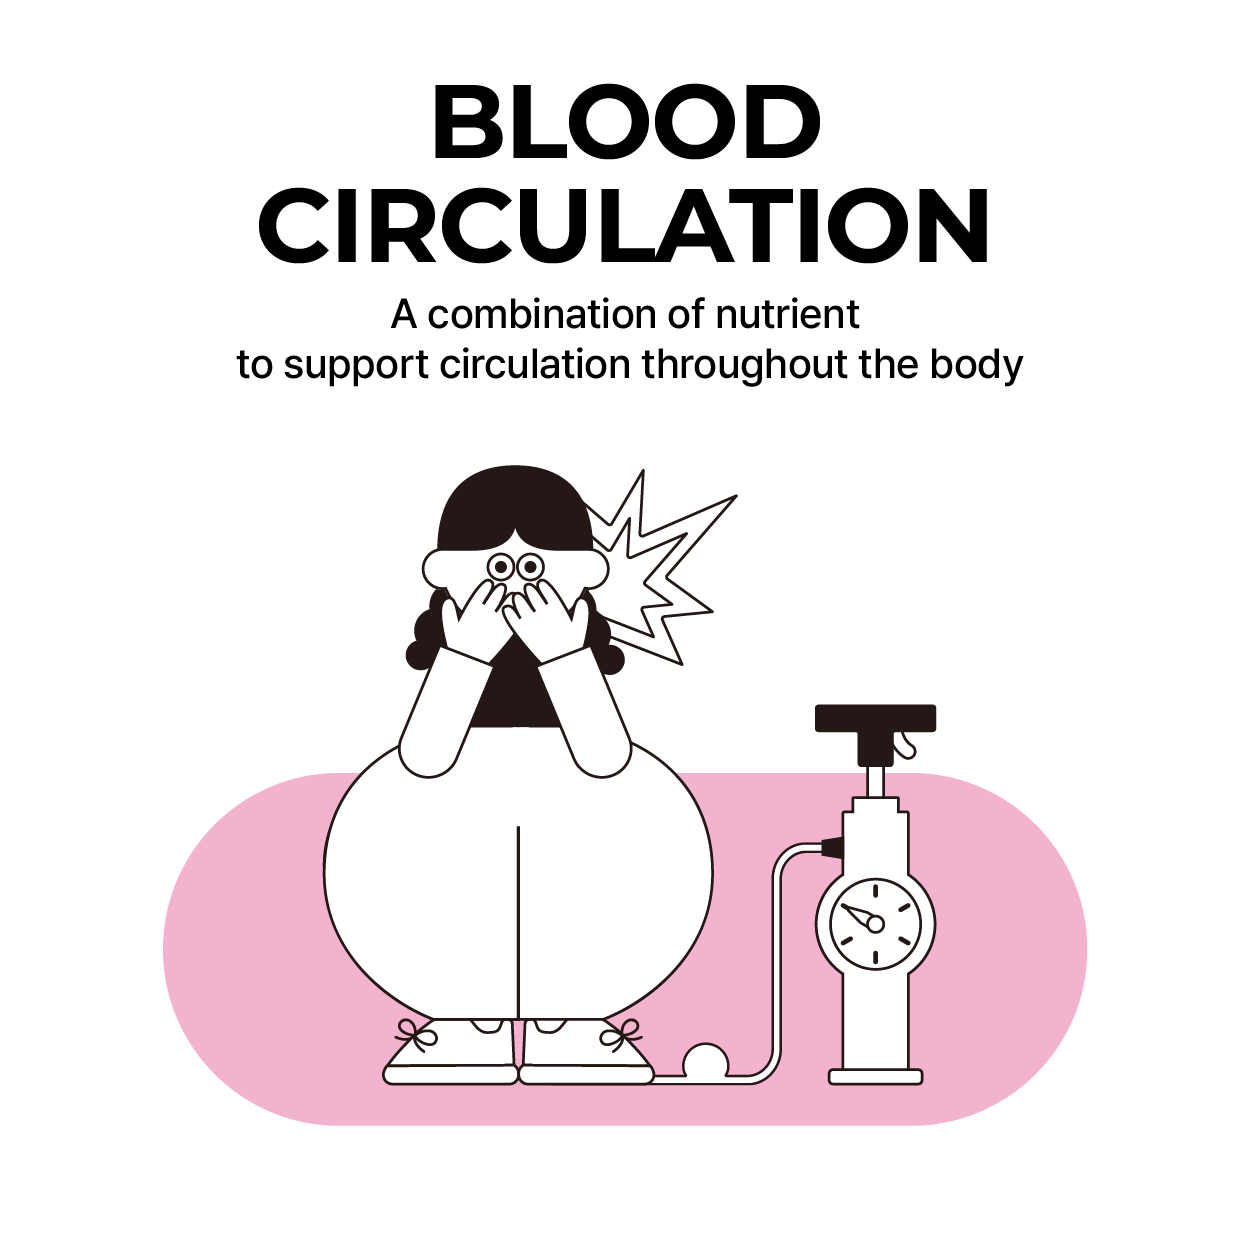 BLOOD
CIRCULATION
A combination of nutrient
to support circulation throughout the body